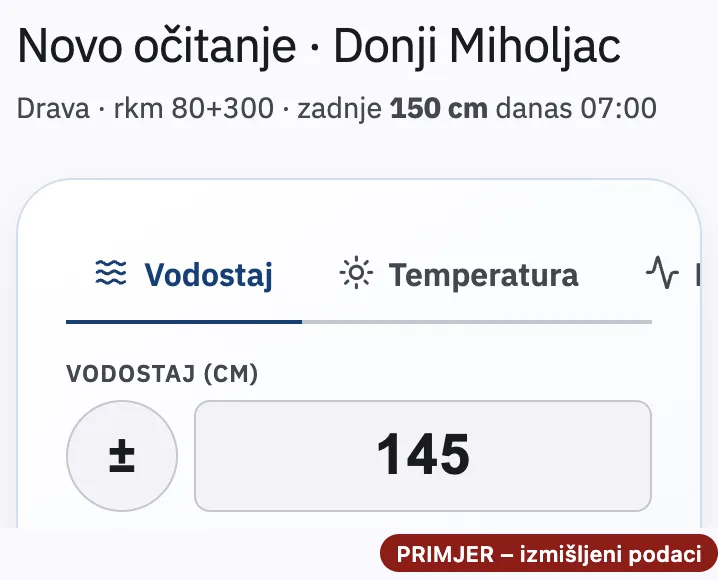 Novo očitanje · Donji Miholjac
Drava · rkm 80+300 · zadnje 150 cm danas 07:00
Vodostaj Temperatura
VODOSTAJ (CM)
± 145
PRIMJER – izmišljeni podaci